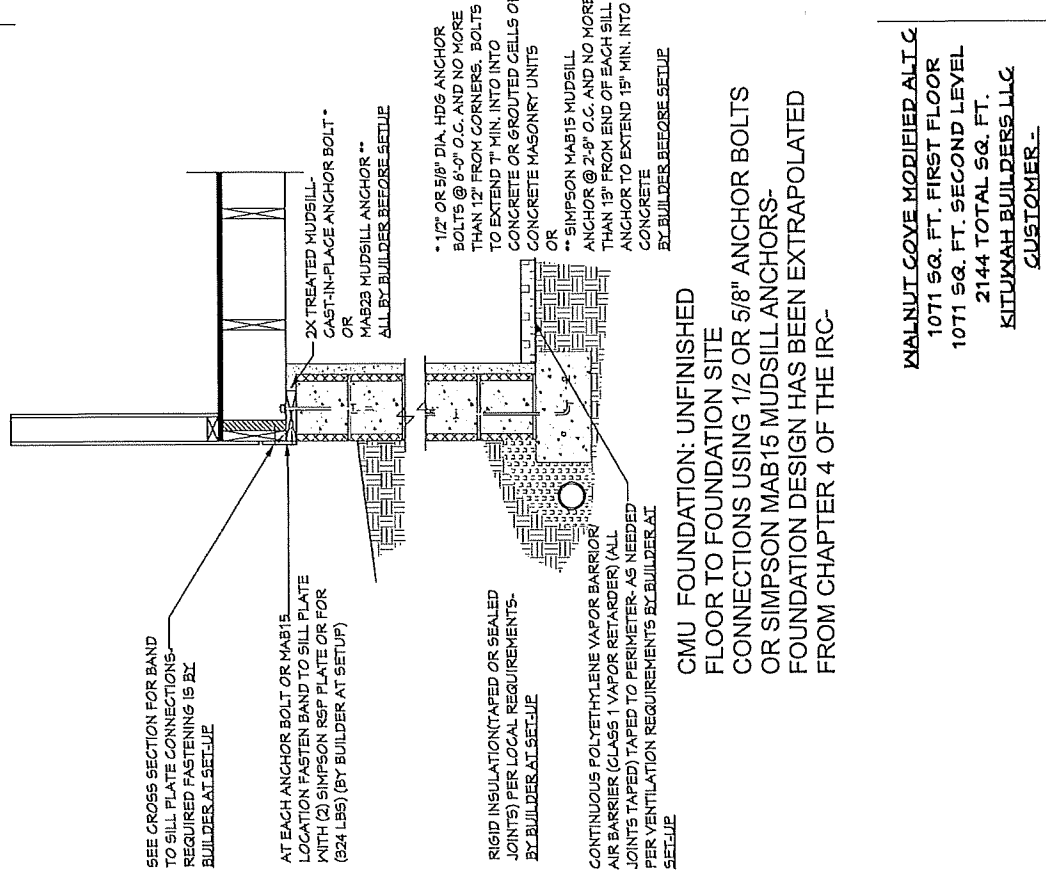 SEE CROSS SECTION FOR BAND
TO SILL PLATE CONNECTIONS-
REQUIRED FASTENING IS BY
BUILDER AT SET-UP
AT EACH ANCHOR BOLT OR MAB15
LOCATION FASTEN BAND TO SILL PLATE
WITH (2) SIMPSON RSP PLATE OR FOR
(324 LBS) (BY BUILDER AT SETUP)
RIGID INSULATION(TAPED OR SEALED
JOINTS) PER LOCAL REQUIREMENTS-
BY BUILDER AT SET-UP
CONTINUOUS POLYETHYLENE VAPOR BARRIER/
AIR BARRIER (CLASS 1 VAPOR RETARDER) (ALL
JOINTS TAPED) TAPED TO PERIMETER- AS NEEDED
PER VENTILATION REQUIREMENTS BY BUILDER AT
SET-UP
2X TREATED MUDSILL-
CAST-IN-PLACE ANCHOR BOLT *
OR
MAB23 MUDSILL ANCHOR **
ALL BY BUILDER BEFORE SETUP
* 1/2" OR 5/8" DIA. HDG ANCHOR
BOLTS @ 6'-0" O.C. AND NO MORE
THAN 12" FROM CORNERS. BOLTS
TO EXTEND 7" MIN. INTO INTO
CONCRETE OR GROUTED CELLS OF
CONCRETE MASONRY UNITS
OR
** SIMPSON MAB15 MUDSILL
ANCHOR @ 2'-8" O.C. AND NO MORE
THAN 13" FROM END OF EACH SILL
ANCHOR TO EXTEND 15" MIN. INTO
CONCRETE
BY BUILDER BEFORE SETUP
CMU FOUNDATION: UNFINISHED
FLOOR TO FOUNDATION SITE
CONNECTIONS USING 1/2 OR 5/8" ANCHOR BOLTS
OR SIMPSON MAB15 MUDSILL ANCHORS-
FOUNDATION DESIGN HAS BEEN EXTRAPOLATED
FROM CHAPTER 4 OF THE IRC-
WALNUT COVE MODIFIED ALT C
1071 SQ. FT. FIRST FLOOR
1071 SQ. FT. SECOND LEVEL
2144 TOTAL SQ. FT.
KITUWAH BUILDERS LLC
CUSTOMER -